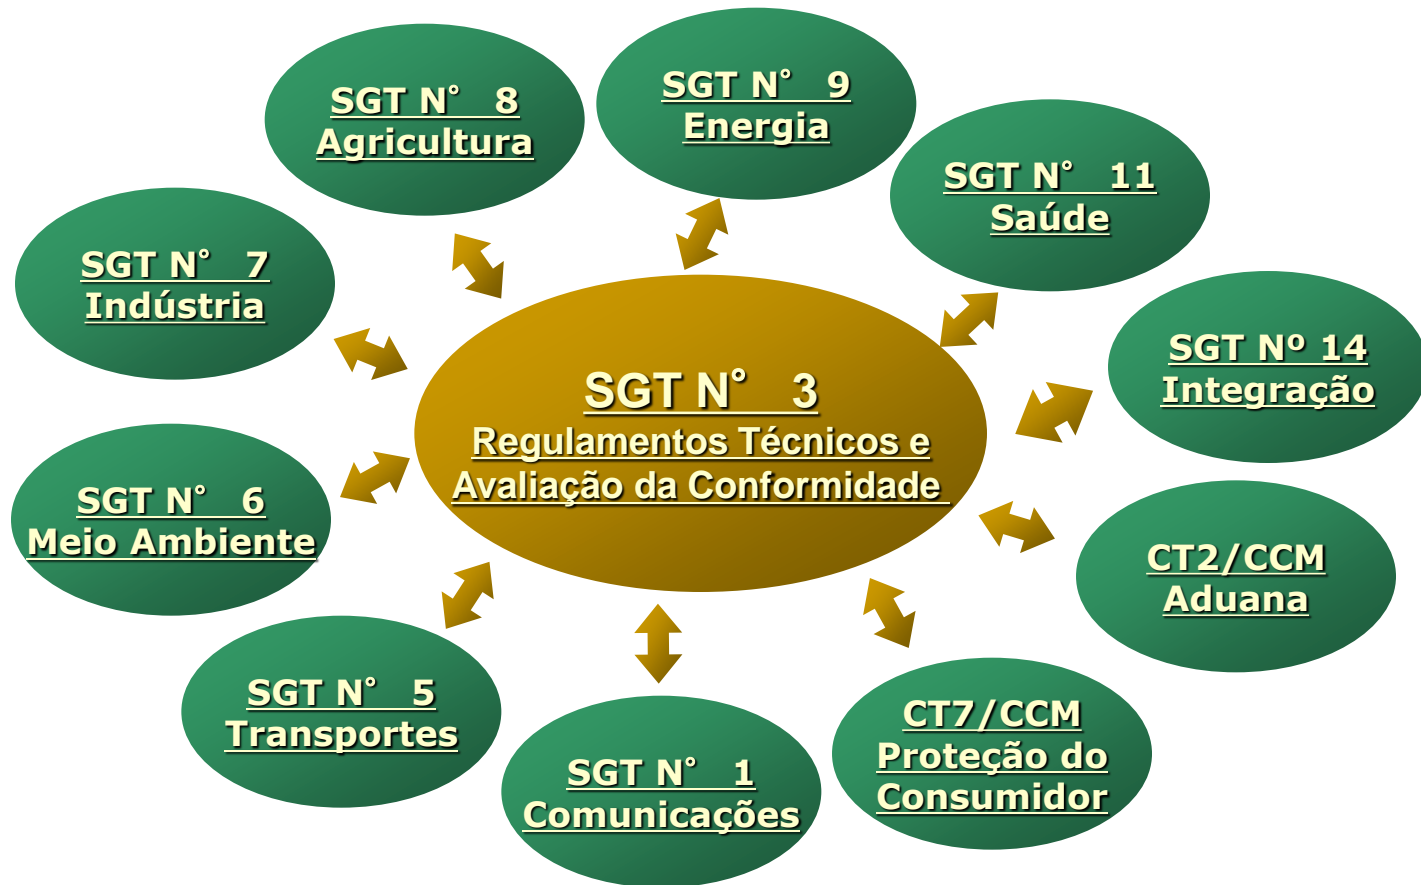 SGT N° 8
Agricultura
SGT N° 9
Energia
SGT N° 11
Saúde
SGT N° 7
Indústria
SGT Nº 14
Integração
SGT N° 3
Regulamentos Técnicos e
Avaliação da Conformidade
SGT N° 6
Meio Ambiente
CT2/CCM
Aduana
SGT N° 5
Transportes
CT7/CCM
Proteção do
Consumidor
SGT N° 1
Comunicações